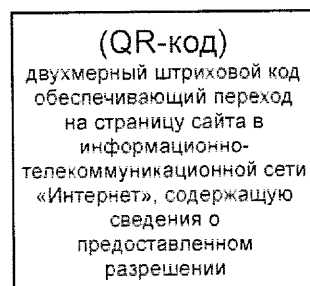 (QR-код)
двухмерный штриховой код
обеспечивающий переход
на страницу сайта в
информационно-
телекоммуникационной сети
«Интернет», содержащую
сведения о
предоставленном
разрешении